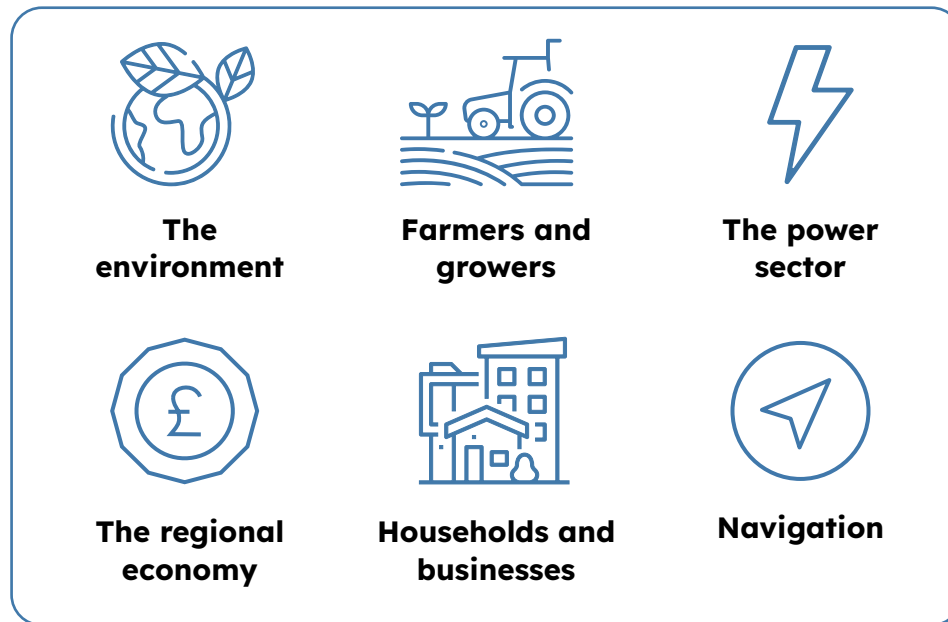 The
environment
Farmers and
growers
The power
sector
£
The regional
economy
Households and
businesses
Navigation